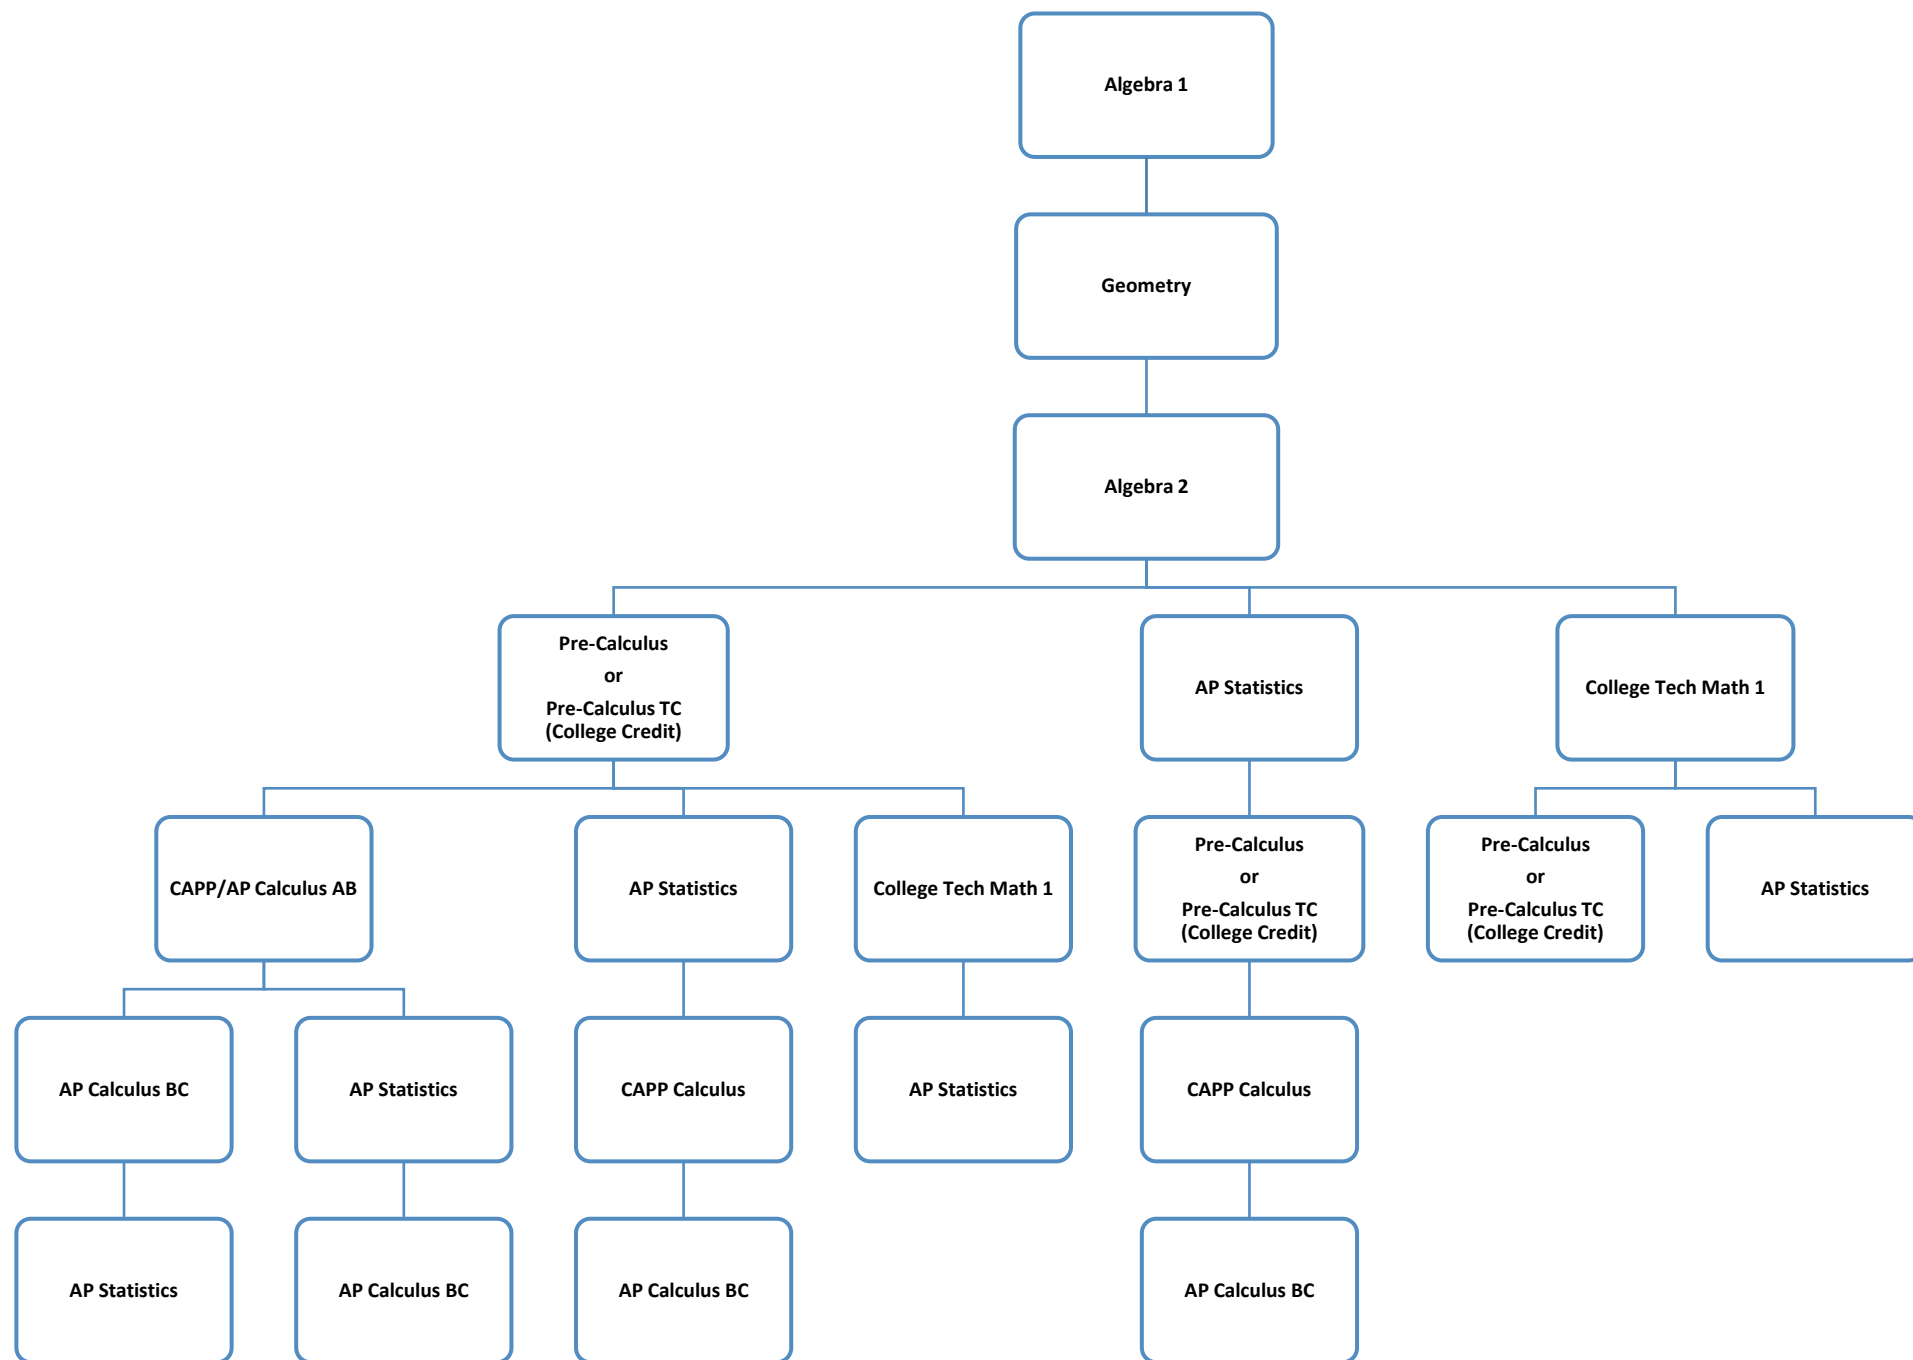 Algebra 1
Geometry
Algebra 2
Pre-Calculus
or
Pre-Calculus TC
(College Credit)
AP Statistics
College Tech Math 1
CAPP/AP Calculus AB
AP Statistics
College Tech Math 1
Pre-Calculus
or
Pre-Calculus TC
(College Credit)
Pre-Calculus
or
Pre-Calculus TC
(College Credit)
AP Statistics
AP Calculus BC
AP Statistics
CAPP Calculus
AP Statistics
CAPP Calculus
AP Statistics
AP Calculus BC
AP Calculus BC
AP Calculus BC